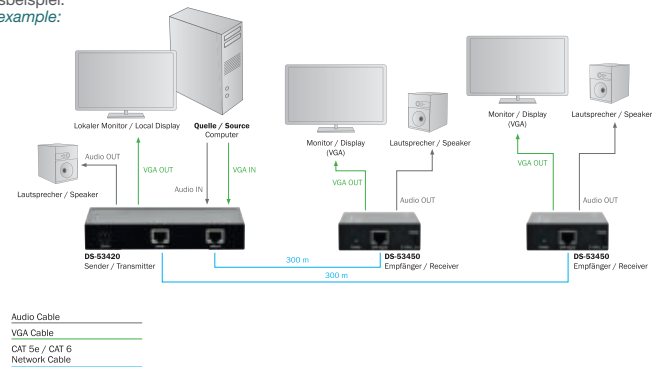 sbeispiel:
example:
Lokaler Monitor / Local Display
Quelle / Source
Computer
Monitor / Display
(VGA)
Lautsprecher / Speaker
Monitor / Display
(VGA)
Lautsprecher / Speaker
Audio OUT
VGA OUT
Audio IN
VGA IN
Lautsprecher / Speaker
VGA OUT
Audio OUT
VGA OUT
Audio OUT
DS-53420
Sender / Transmitter
300 m
300 m
DS-53450
Empfänger / Receiver
DS-53450
Empfänger / Receiver
Audio Cable
VGA Cable
CAT 5e / CAT 6
Network Cable